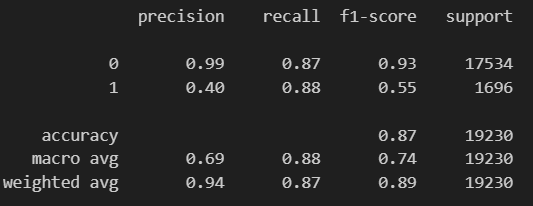 precision recall f1-score support
0 0.99 0.87 0.93 17534
1 0.40 0.88 0.55 1696
accuracy 0.87 19230
macro avg 0.69 0.88 0.74 19230
weighted avg 0.94 0.87 0.89 19230